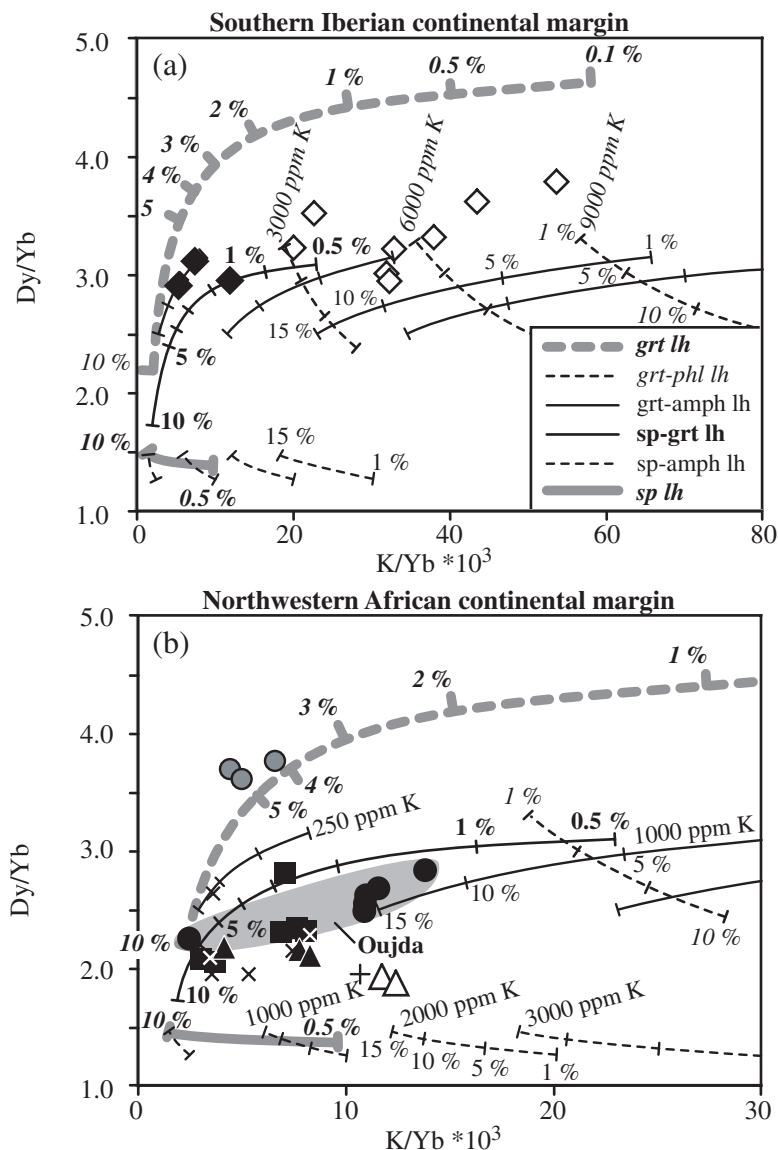 Southern Iberian continental margin
5.0
(a)
4.0
3.0
2.0
1.0
Dy/Yb
0.1 %
0.5 %
1 %
2 %
3 %
4 %
5
10 %
3000 ppm K
6000 ppm K
9000 ppm K
1 %
0.5 %
1 %
1 %
5 %
5 %
10 %
10 %
15 %
5 %
10 %
10 %
15 %
1 %
0.5 %
grt lh
grt-phl lh
grt-amph lh
sp-grt lh
sp-amph lh
sp lh
0 20 40 60 80
K/Yb *10³
Northwestern African continental margin
5.0
(b)
4.0
3.0
2.0
1.0
Dy/Yb
1 %
2 %
3 %
4 %
5 %
250 ppm K
1 %
0.5 %
1 %
1000 ppm K
5 %
10 %
15 %
10 %
5 %
10 %
Oujda
10 %
10 %
1000 ppm K
0.5 %
2000 ppm K
3000 ppm K
15 %
10 %
5 %
1 %
0 10 20 30
K/Yb *10³